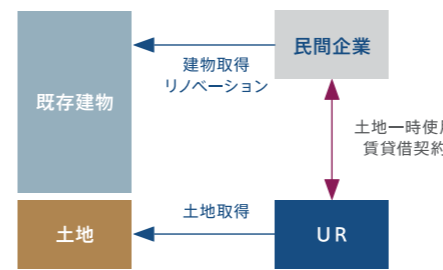 民間企業
建物取得
リノベーション
既存建物
土地一時使
賃貸借契約
土地取得
土地
UR